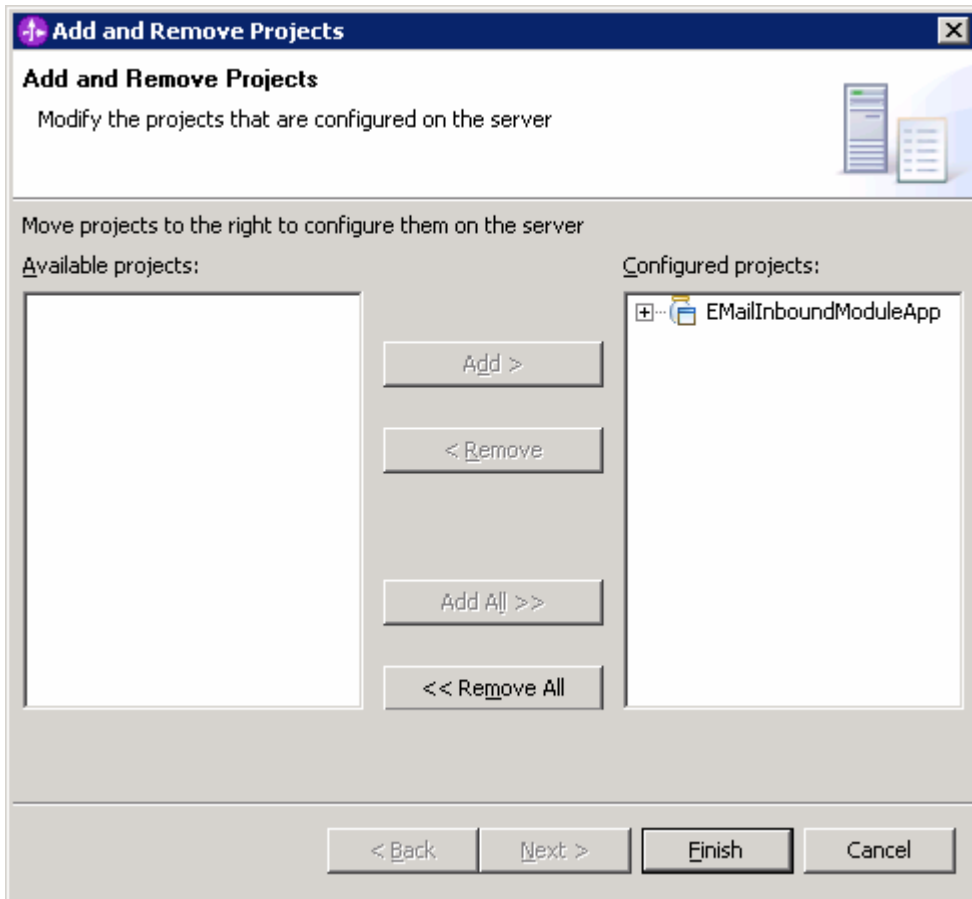 Add and Remove Projects
Add and Remove Projects
Modify the projects that are configured on the server
Move projects to the right to configure them on the server
Available projects:
Configured projects:
EMailInboundModuleApp
Add >
< Remove
Add All >>
<< Remove All
< Back
Next >
Finish
Cancel